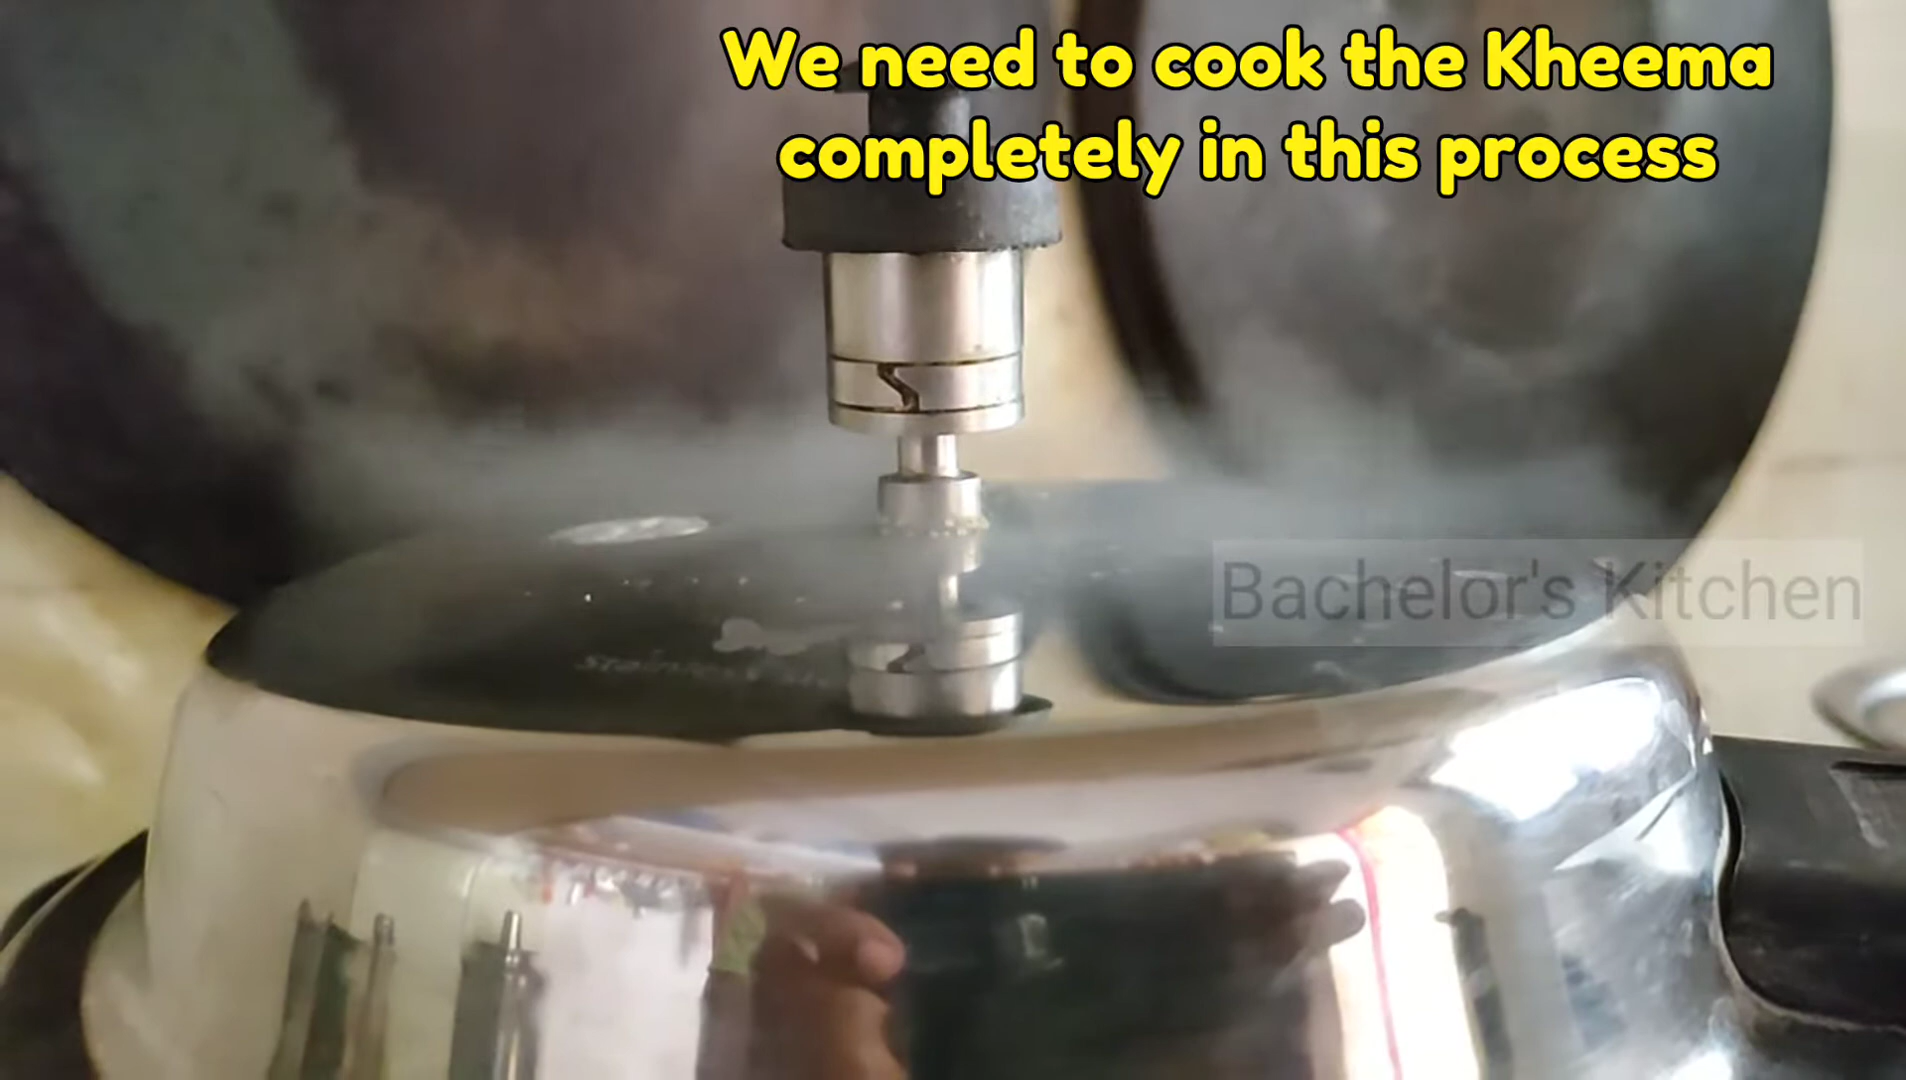 We need to cook the Kheema
completely in this process
Bachelor's Kitchen